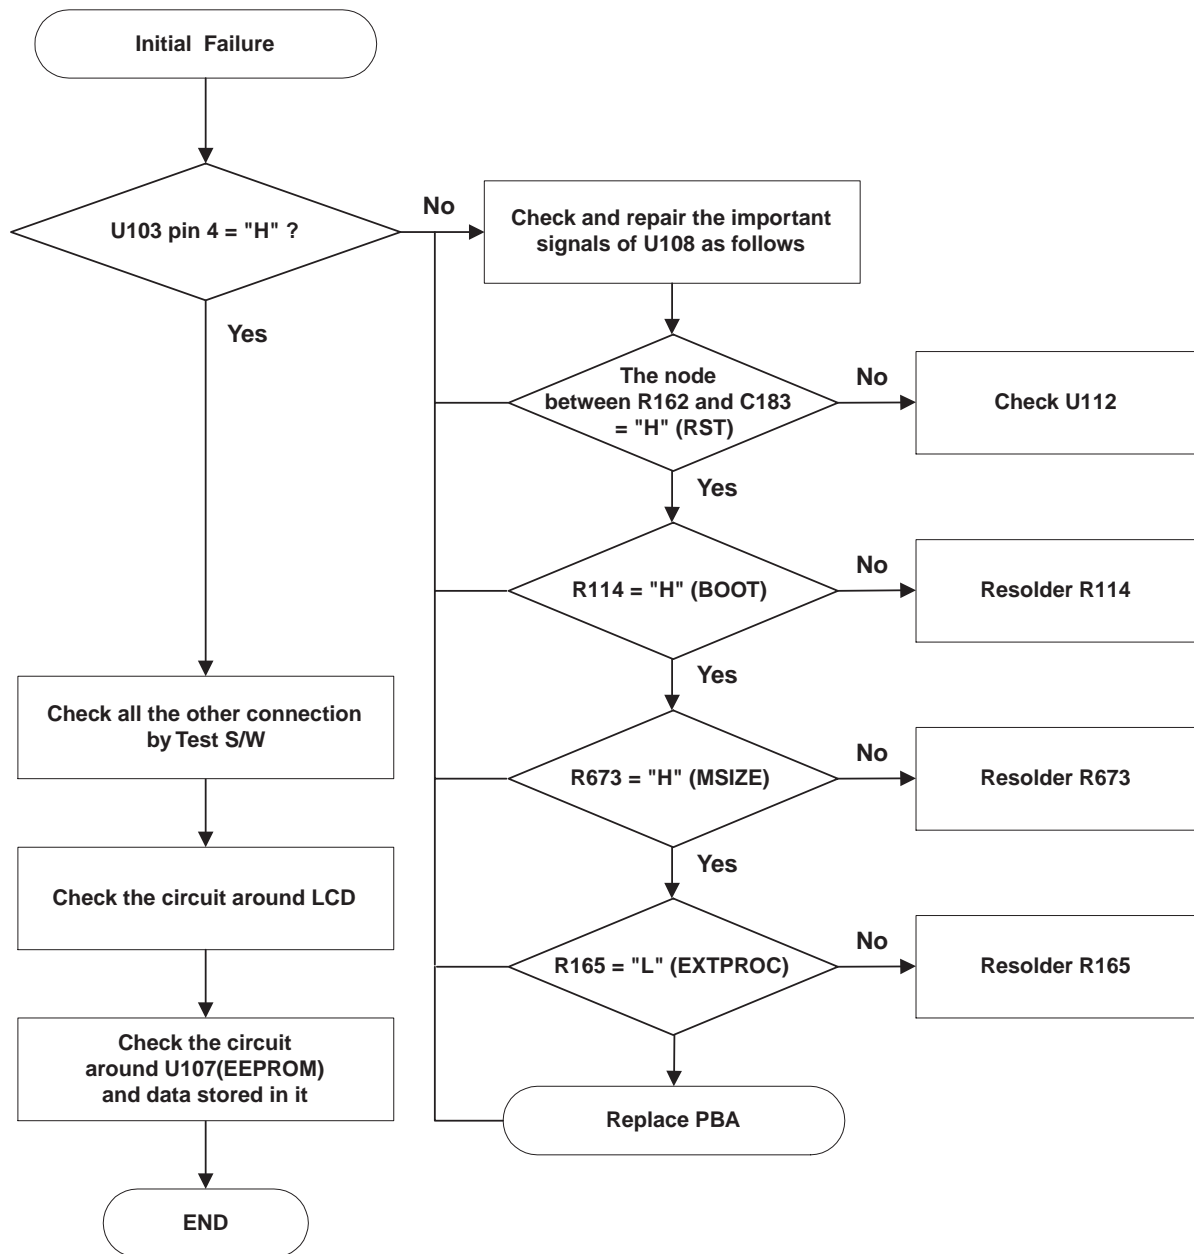 Initial Failure
U103 pin 4 = "H" ?
No
Check and repair the important
signals of U108 as follows
Yes
The node
between R162 and C183
= "H" (RST)
No
Check U112
Yes
R114 = "H" (BOOT)
No
Resolder R114
Yes
Check all the other connection
by Test S/W
R673 = "H" (MSIZE)
No
Resolder R673
Yes
Check the circuit around LCD
R165 = "L" (EXTPROC)
No
Resolder R165
Check the circuit
around U107(EEPROM)
and data stored in it
Replace PBA
END